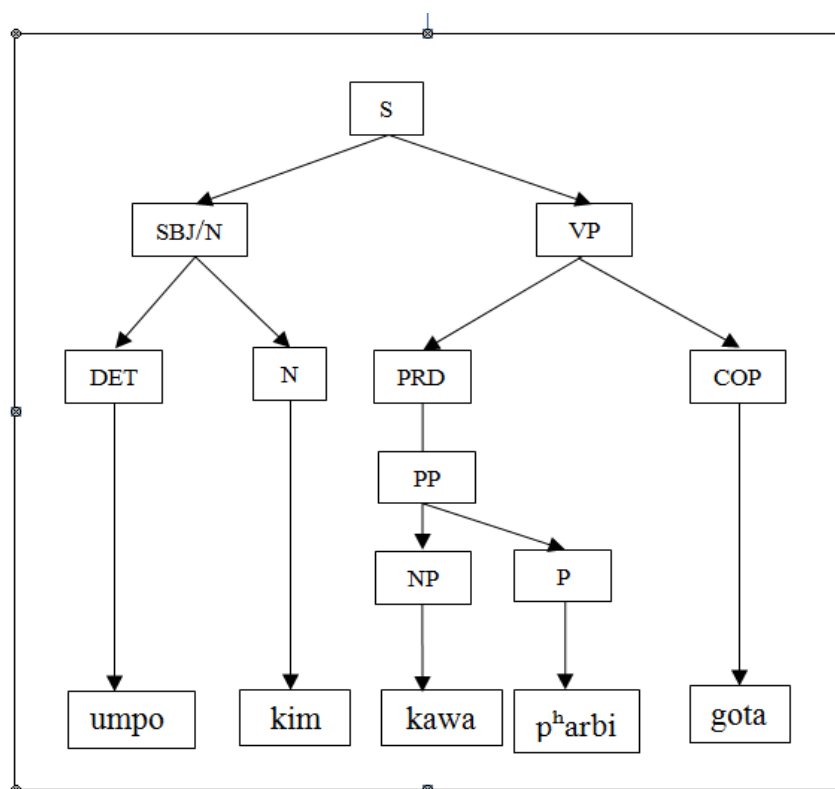 S
SBJ/N VP
DET N PRD COP
PP
NP P
umpo kim kawa pʰarbi gota